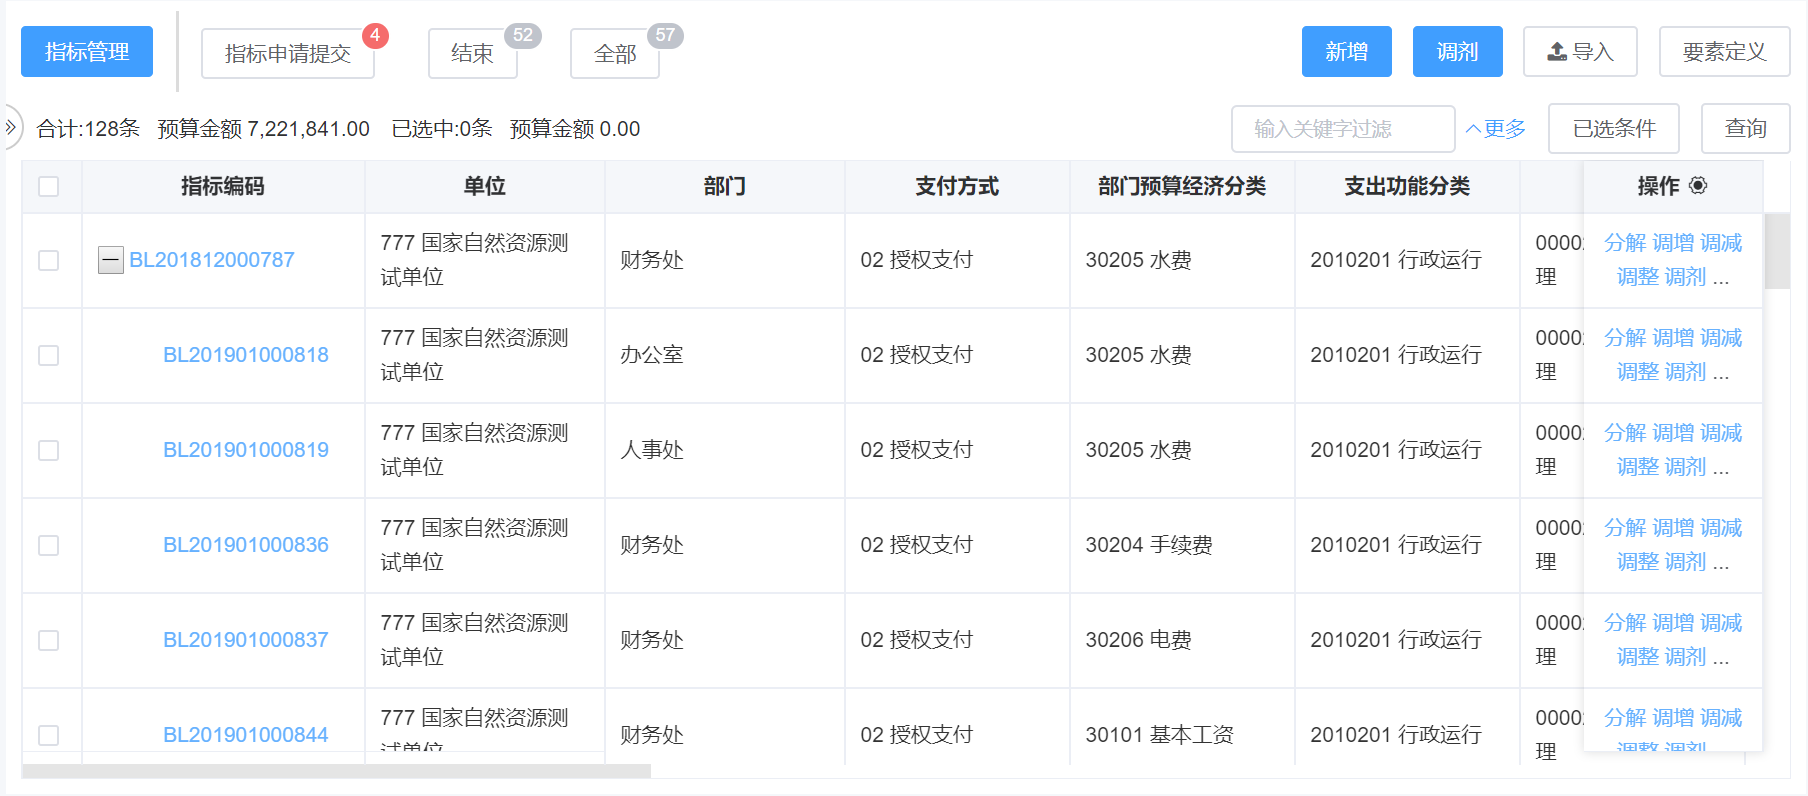 指标管理 指标申请提交 4 结束 52 全部 57 新增 调剂 导入 要素定义
合计:128条 预算金额 7,221,841.00 已选中:0条 预算金额 0.00 输入关键字过滤 更多 已选条件 查询
指标编码 单位 部门 支付方式 部门预算经济分类 支出功能分类 操作
BL201812000787 777 国家自然资源测 财务处 02 授权支付 30205 水费 2010201 行政运行 0000 分解 调增 调减
试单位 理 调整 调剂 ...
BL201901000818 777 国家自然资源测 办公室 02 授权支付 30205 水费 2010201 行政运行 0000 分解 调增 调减
试单位 理 调整 调剂 ...
BL201901000819 777 国家自然资源测 人事处 02 授权支付 30205 水费 2010201 行政运行 0000 分解 调增 调减
试单位 理 调整 调剂 ...
BL201901000836 777 国家自然资源测 财务处 02 授权支付 30204 手续费 2010201 行政运行 0000 分解 调增 调减
试单位 理 调整 调剂 ...
BL201901000837 777 国家自然资源测 财务处 02 授权支付 30206 电费 2010201 行政运行 0000 分解 调增 调减
试单位 理 调整 调剂 ...
BL201901000844 777 国家自然资源测 财务处 02 授权支付 30101 基本工资 2010201 行政运行 0000 分解 调增 调减
试单位 理 调整 调剂